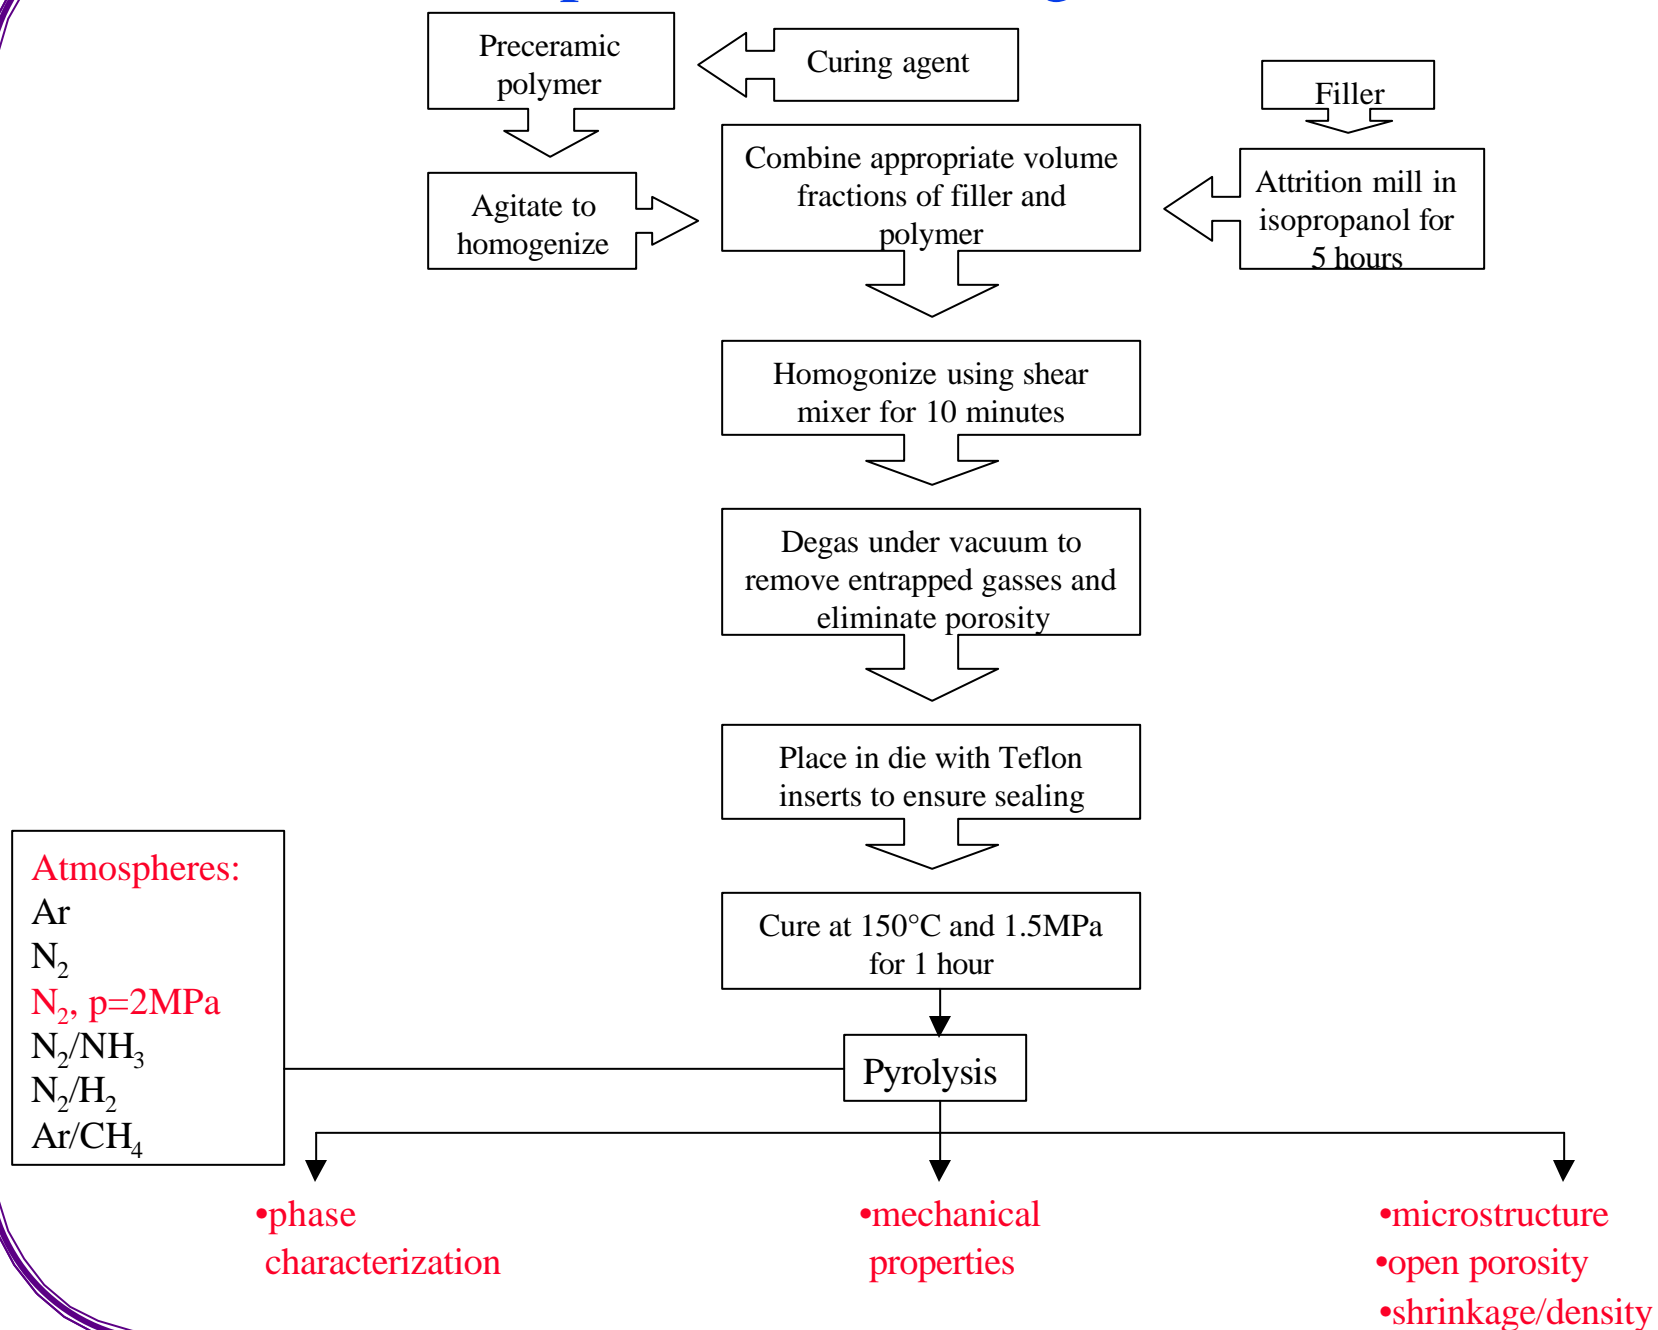 Preceramic
polymer
Curing agent
Filler
Combine appropriate volume
fractions of filler and
polymer
Attrition mill in
isopropanol for
5 hours
Agitate to
homogenize
Homogonize using shear
mixer for 10 minutes
Degas under vacuum to
remove entrapped gasses and
eliminate porosity
Place in die with Teflon
inserts to ensure sealing
Cure at 150°C and 1.5MPa
for 1 hour
Atmospheres:
Ar
N₂
N₂, p=2MPa
N₂/NH₃
N₂/H₂
Ar/CH₄
Pyrolysis
•phase
characterization
•mechanical
properties
•microstructure
•open porosity
•shrinkage/density